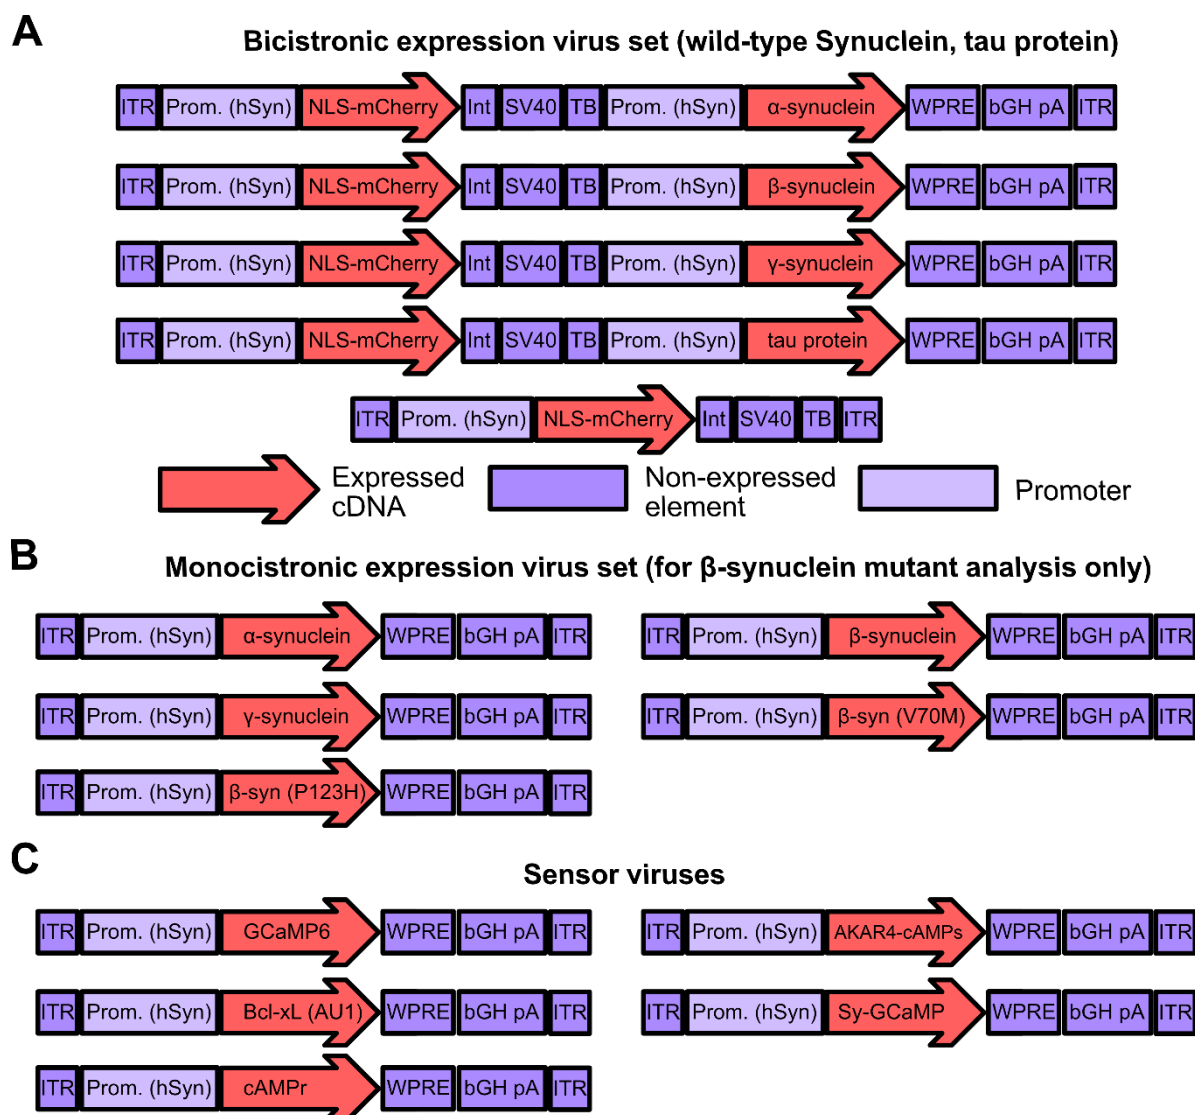 A
Bicistronic expression virus set (wild-type Synuclein, tau protein)
ITR Prom. (hSyn) NLS-mCherry Int SV40 TB Prom. (hSyn) α-synuclein WPRE bGH pA ITR
ITR Prom. (hSyn) NLS-mCherry Int SV40 TB Prom. (hSyn) β-synuclein WPRE bGH pA ITR
ITR Prom. (hSyn) NLS-mCherry Int SV40 TB Prom. (hSyn) γ-synuclein WPRE bGH pA ITR
ITR Prom. (hSyn) NLS-mCherry Int SV40 TB Prom. (hSyn) tau protein WPRE bGH pA ITR
ITR Prom. (hSyn) NLS-mCherry Int SV40 TB ITR
Expressed
cDNA
Non-expressed
element
Promoter
B
Monocistronic expression virus set (for β-synuclein mutant analysis only)
ITR Prom. (hSyn) α-synuclein WPRE bGH pA ITR
ITR Prom. (hSyn) β-synuclein WPRE bGH pA ITR
ITR Prom. (hSyn) γ-synuclein WPRE bGH pA ITR
ITR Prom. (hSyn) β-syn (V70M) WPRE bGH pA ITR
ITR Prom. (hSyn) β-syn (P123H) WPRE bGH pA ITR
C
Sensor viruses
ITR Prom. (hSyn) GCaMP6 WPRE bGH pA ITR
ITR Prom. (hSyn) AKAR4-cAMPs WPRE bGH pA ITR
ITR Prom. (hSyn) Bcl-xL (AU1) WPRE bGH pA ITR
ITR Prom. (hSyn) Sy-GCaMP WPRE bGH pA ITR
ITR Prom. (hSyn) cAMPr WPRE bGH pA ITR